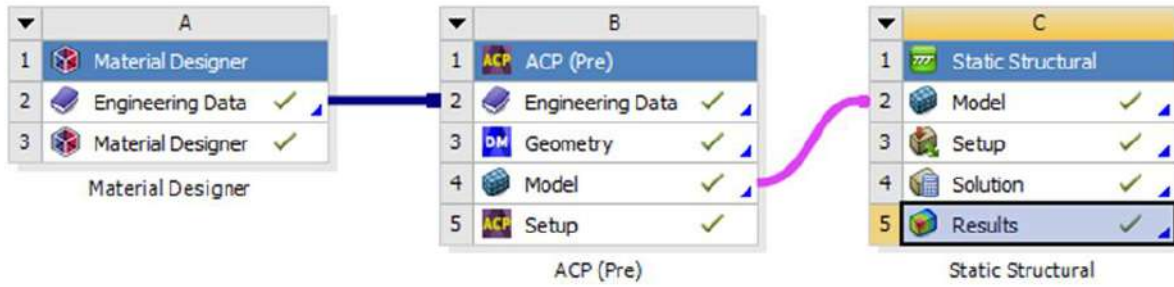 A
1 Material Designer
2 Engineering Data
3 Material Designer
Material Designer
B
1 ACP ACP (Pre)
2 Engineering Data
3 DM Geometry
4 Model
5 ACP Setup
ACP (Pre)
C
1 Static Structural
2 Model
3 Setup
4 Solution
5 Results
Static Structural